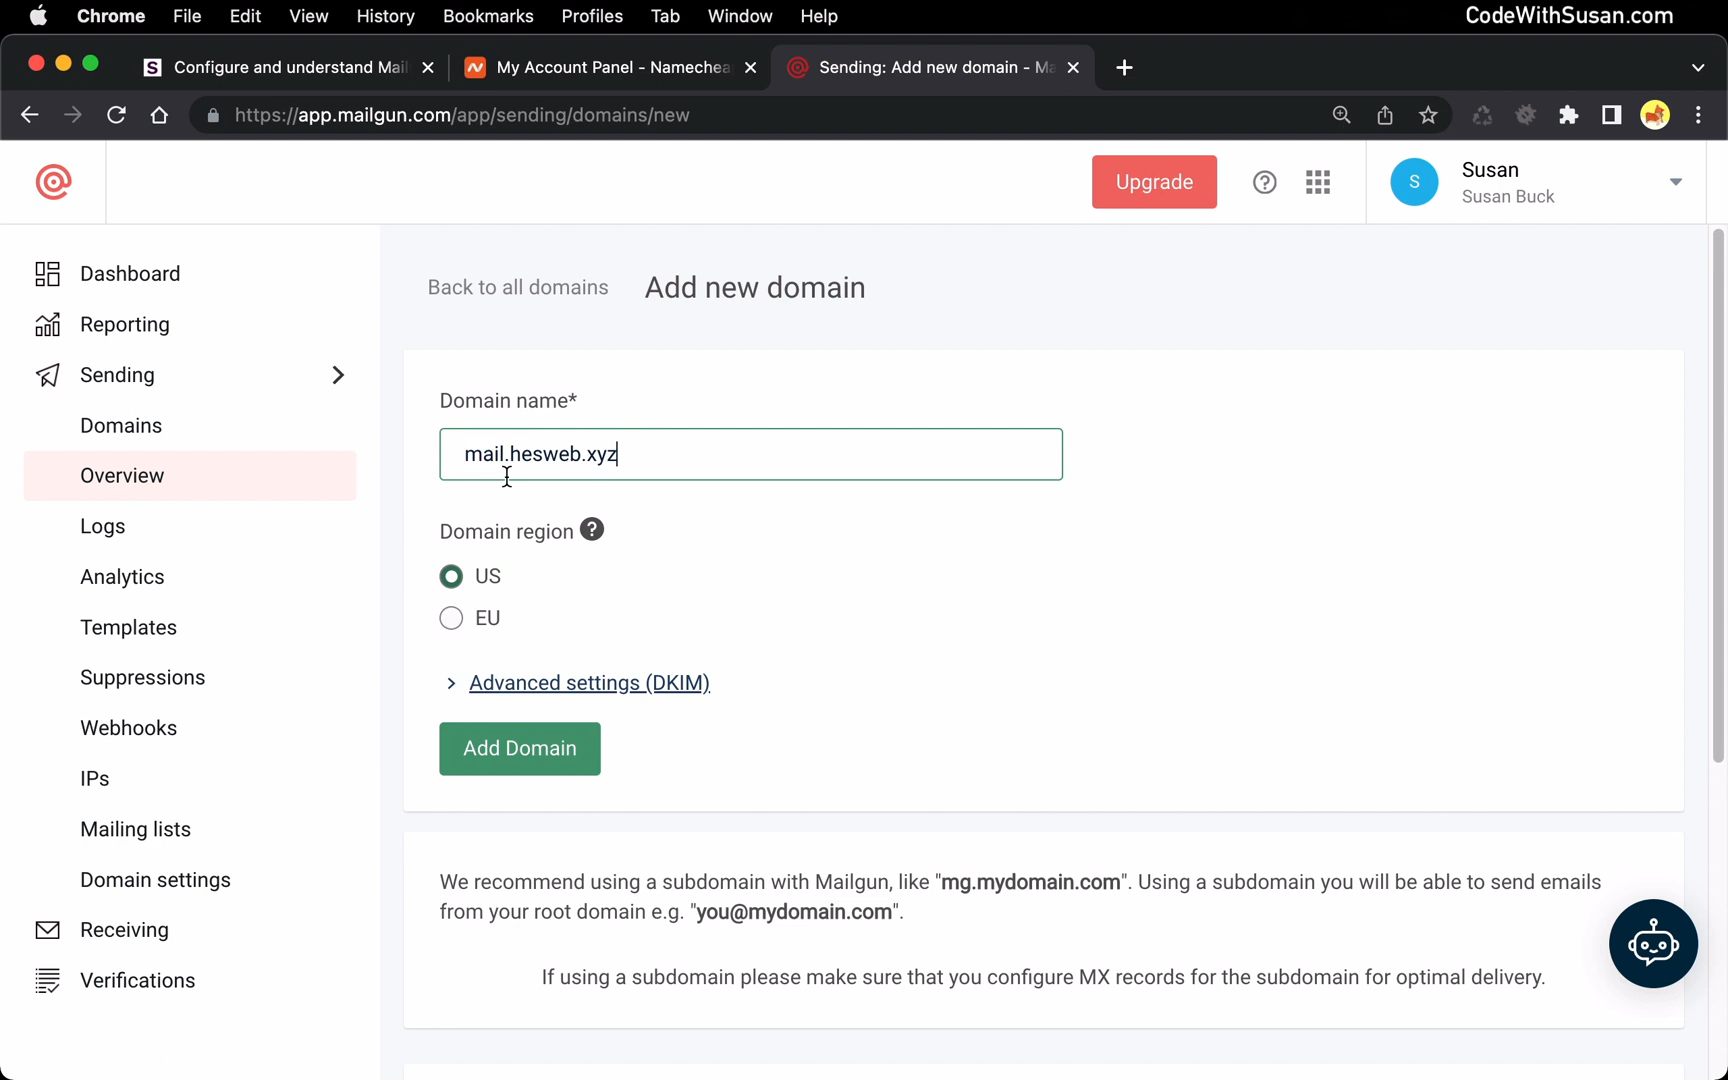 Chrome File Edit View History Bookmarks Profiles Tab Window Help CodeWithSusan.com
S Configure and understand Mail My Account Panel - Namechea Sending: Add new domain - Ma
https://app.mailgun.com/app/sending/domains/new
Upgrade
?
S
Susan
Susan Buck
Dashboard
Reporting
Sending
Domains
Overview
Logs
Analytics
Templates
Suppressions
Webhooks
IPs
Mailing lists
Domain settings
Receiving
Verifications
Back to all domains Add new domain
Domain name*
mail.hesweb.xyz
Domain region ?
US
EU
Advanced settings (DKIM)
Add Domain
We recommend using a subdomain with Mailgun, like "mg.mydomain.com". Using a subdomain you will be able to send emails
from your root domain e.g. "you@mydomain.com".
If using a subdomain please make sure that you configure MX records for the subdomain for optimal delivery.